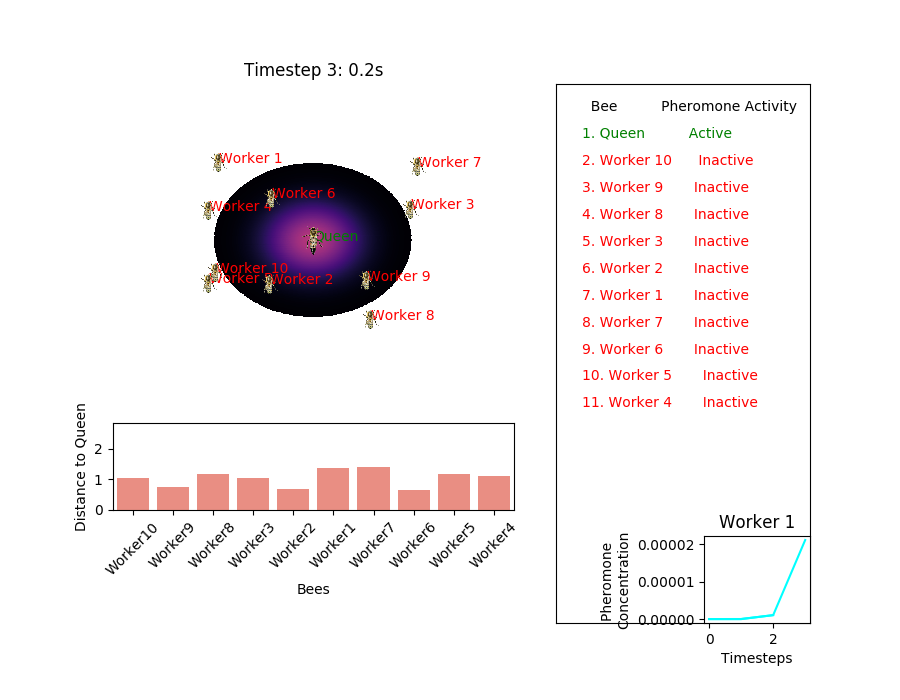 Timestep 3: 0.2s
Worker 1
Worker 7
Worker 6
Worker 3
Worker
Queen
Worker 10
Worker
Worker 2
Worker 9
Worker 8
Bee Pheromone Activity
1. Queen Active
2. Worker 10 Inactive
3. Worker 9 Inactive
4. Worker 8 Inactive
5. Worker 3 Inactive
6. Worker 2 Inactive
7. Worker 1 Inactive
8. Worker 7 Inactive
9. Worker 6 Inactive
10. Worker 5 Inactive
11. Worker 4 Inactive
Distance to Queen
2
1
0
Worker10
Worker9
Worker8
Worker3
Worker2
Worker1
Worker7
Worker6
Worker5
Worker4
Bees
Worker 1
Pheromone
Concentration
0.00002
0.00001
0.00000
0 2
Timesteps